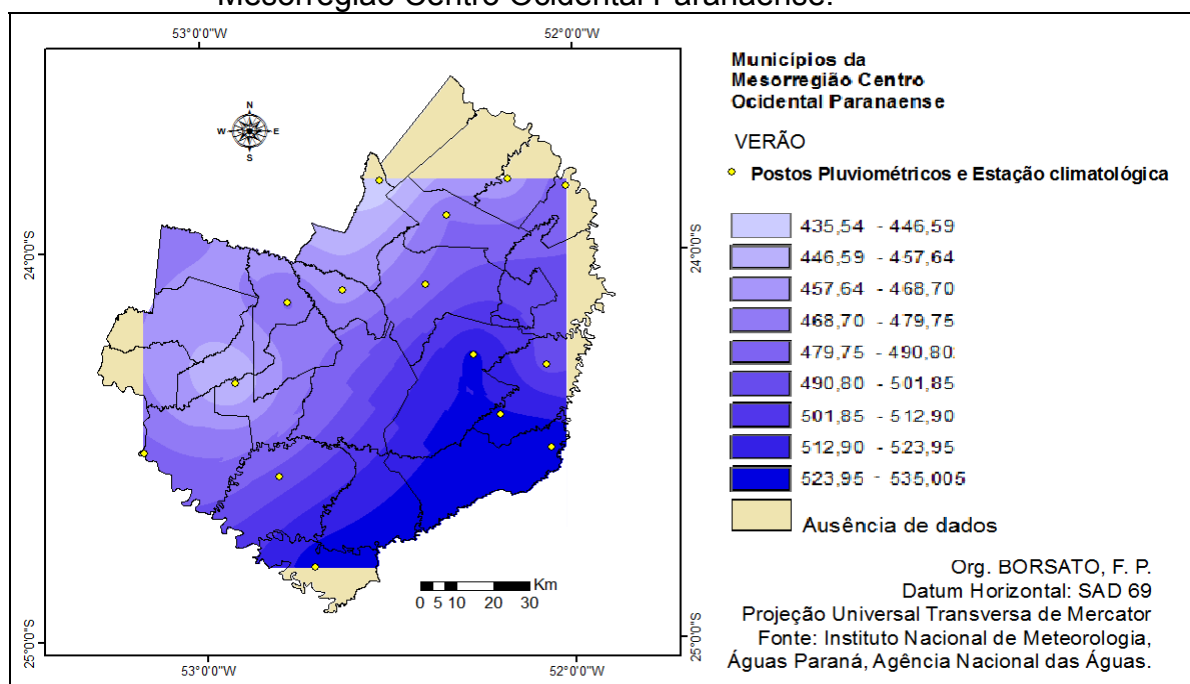 Mesorregião Centro Ocidental Paranaense.
53°0'0"W
52°0'0"W
N
W
E
S
24°0'0"S
24°0'0"S
25°0'0"S
25°0'0"S
53°0'0"W
52°0'0"W
Km
0 5 10 20 30
Municípios da
Mesorregião Centro
Ocidental Paranaense
VERÃO
Postos Pluviométricos e Estação climatológica
435,54 - 446,59
446,59 - 457,64
457,64 - 468,70
468,70 - 479,75
479,75 - 490,80
490,80 - 501,85
501,85 - 512,90
512,90 - 523,95
523,95 - 535,005
Ausência de dados
Org. BORSATO, F. P.
Datum Horizontal: SAD 69
Projeção Universal Transversa de Mercator
Fonte: Instituto Nacional de Meteorologia,
Águas Paraná, Agência Nacional das Águas.